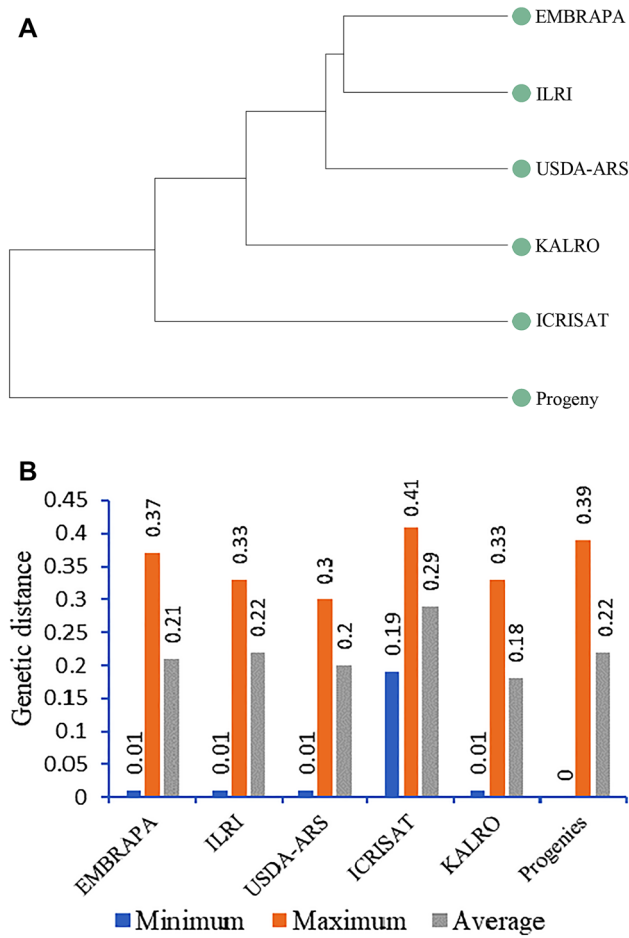 A
EMBRAPA
ILRI
USDA-ARS
KALRO
ICRISAT
Progeny
B
Genetic distance
0.45
0.4
0.35
0.3
0.25
0.2
0.15
0.1
0.05
0
0.01 0.37 0.21
0.01 0.33 0.22
0.01 0.3 0.2
0.19 0.41 0.29
0.01 0.33 0.18
0 0.39 0.22
EMBRAPA ILRI USDA-ARS ICRISAT KALRO Progenies
Minimum Maximum Average